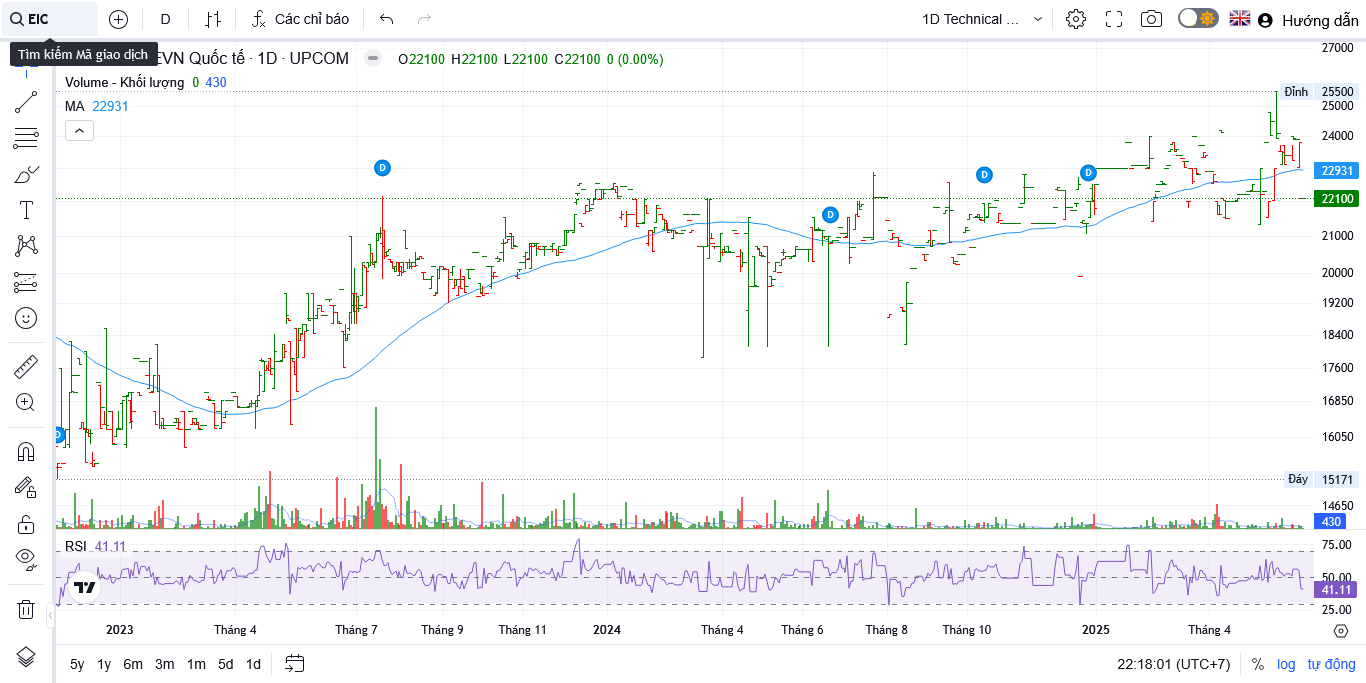 EIC D Các chỉ báo 1D Technical ... Hướng dẫn
Tìm kiếm Mã giao dịch
EVN Quốc tế · 1D · UPCOM O22100 H22100 L22100 C22100 0 (0.00%)
Volume - Khối lượng 0 430
MA 22931
27000
Đỉnh 25500
25000
24000
D
D
D
22931
22100
D
21000
20000
19200
18400
17600
16850
D
16050
Đáy 15171
14650
430
RSI 41.11
75.00
50.00
41.11
25.00
2023 Tháng 4 Tháng 7 Tháng 9 Tháng 11 2024 Tháng 4 Tháng 6 Tháng 8 Tháng 10 2025 Tháng 4
5y 1y 6m 3m 1m 5d 1d 22:18:01 (UTC+7) % log tự động